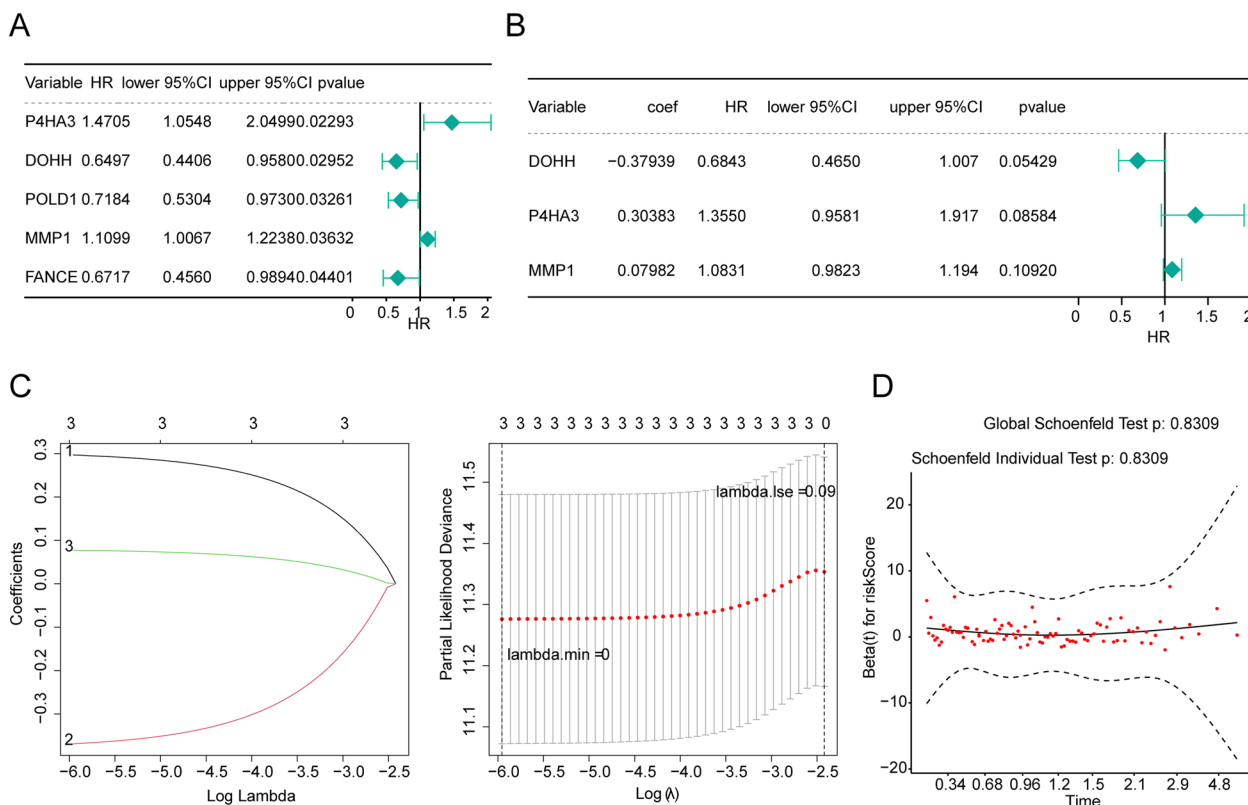 A
Variable HR lower 95%CI upper 95%CI pvalue
P4HA3 1.4705 1.0548 2.04990.02293
DOHH 0.6497 0.4406 0.95800.02952
POLD1 0.7184 0.5304 0.97300.03261
MMP1 1.1099 1.0067 1.22380.03632
FANCE 0.6717 0.4560 0.98940.04401
0 0.5 1 1.5 2
HR
B
Variable coef HR lower 95%CI upper 95%CI pvalue
DOHH −0.37939 0.6843 0.4650 1.007 0.05429
P4HA3 0.30383 1.3550 0.9581 1.917 0.08584
MMP1 0.07982 1.0831 0.9823 1.194 0.10920
0 0.5 1 1.5 2
HR
C
3 3 3 3
Coefficients
0.3
0.2
0.1
0.0
−0.1
−0.2
−0.3
1
3
2
−6.0 −5.5 −5.0 −4.5 −4.0 −3.5 −3.0 −2.5
Log Lambda
3 3 3 3 3 3 3 3 3 3 3 3 3 3 3 3 3 3 0
Partial Likelihood Deviance
11.5
11.4
11.3
11.2
11.1
lambda.lse =0.09
lambda.min =0
−6.0 −5.5 −5.0 −4.5 −4.0 −3.5 −3.0 −2.5
Log (λ)
D
Global Schoenfeld Test p: 0.8309
Schoenfeld Individual Test p: 0.8309
Beta(t) for riskScore
20
10
0
−10
−20
0.34 0.68 0.96 1.2 1.5 2.1 2.9 4.8
Time